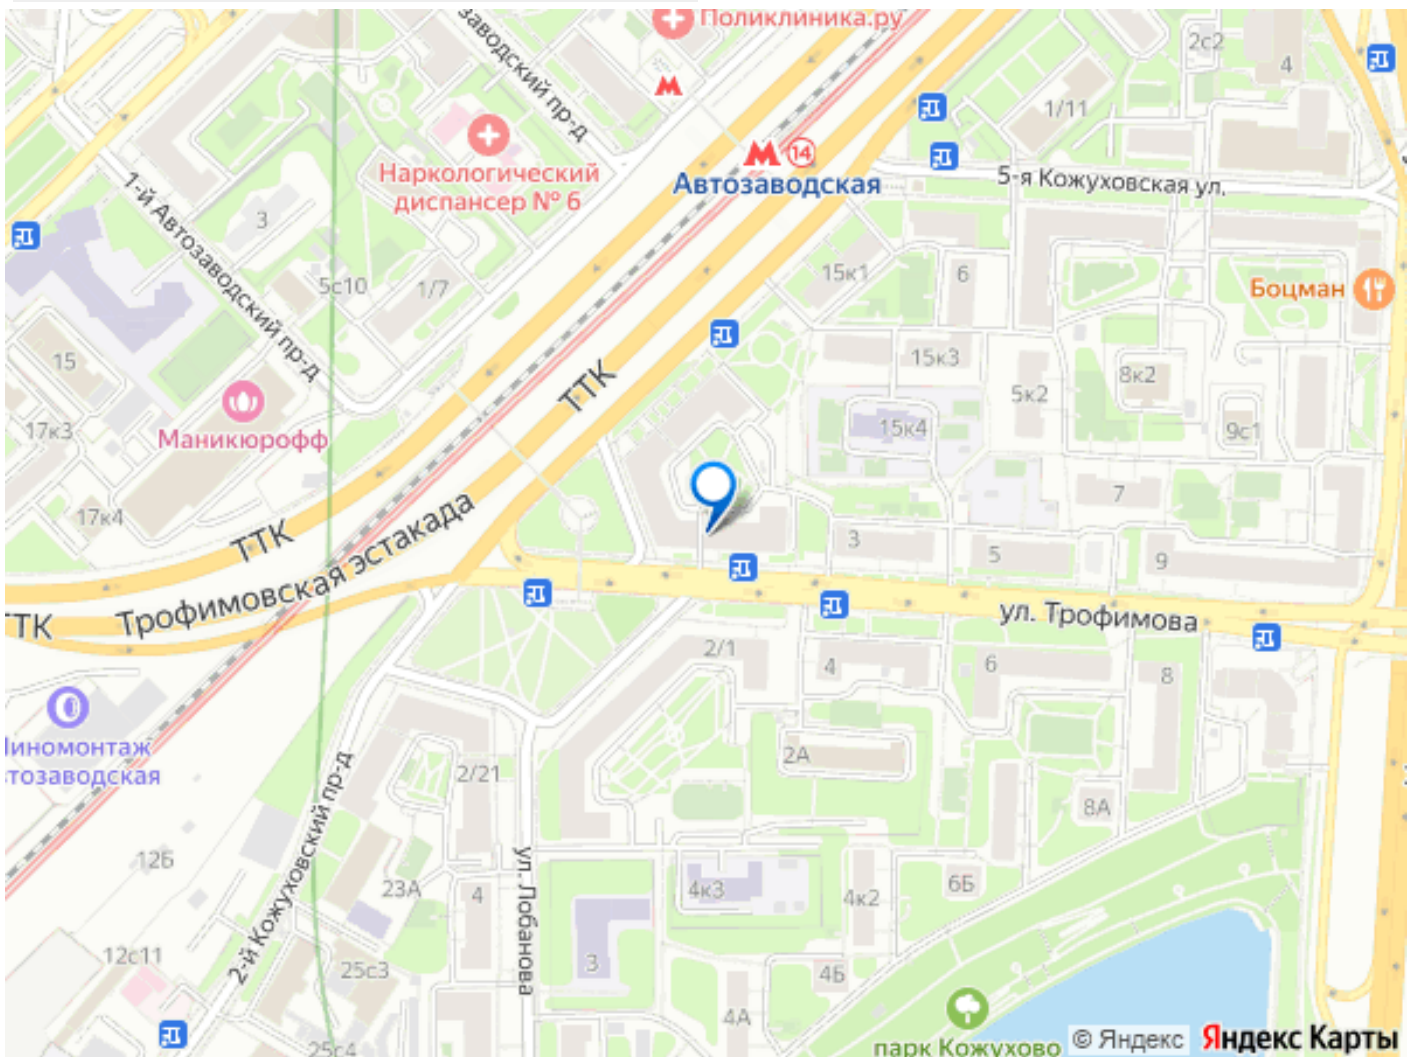 Поликлиника.ру
заводский пр-д
2с2
4
1/11
14
Автозаводская
5-я Кожуховская ул.
Наркологический
диспансер № 6
1-й Автозаводский пр-д
3
5с10
1/7
15к1
6
Боцман
15
15к3
8к2
5к2
ТТК
17к3
Маникюрофф
15к4
9с1
17к4
7
ТТК
Трофимовская эстакада
3
5
9
ТТК
ул. Трофимова
2/1
4
6
8
Шиномонтаж
тозаводская
2/21
2А
8А
2-й Кожуховский пр-д
12Б
23А
4
ул. Лобанова
4к3
4к2
6Б
12с11
25с3
3
4Б
4А
25с4
парк Кожухово
© Яндекс
Яндекс Карты